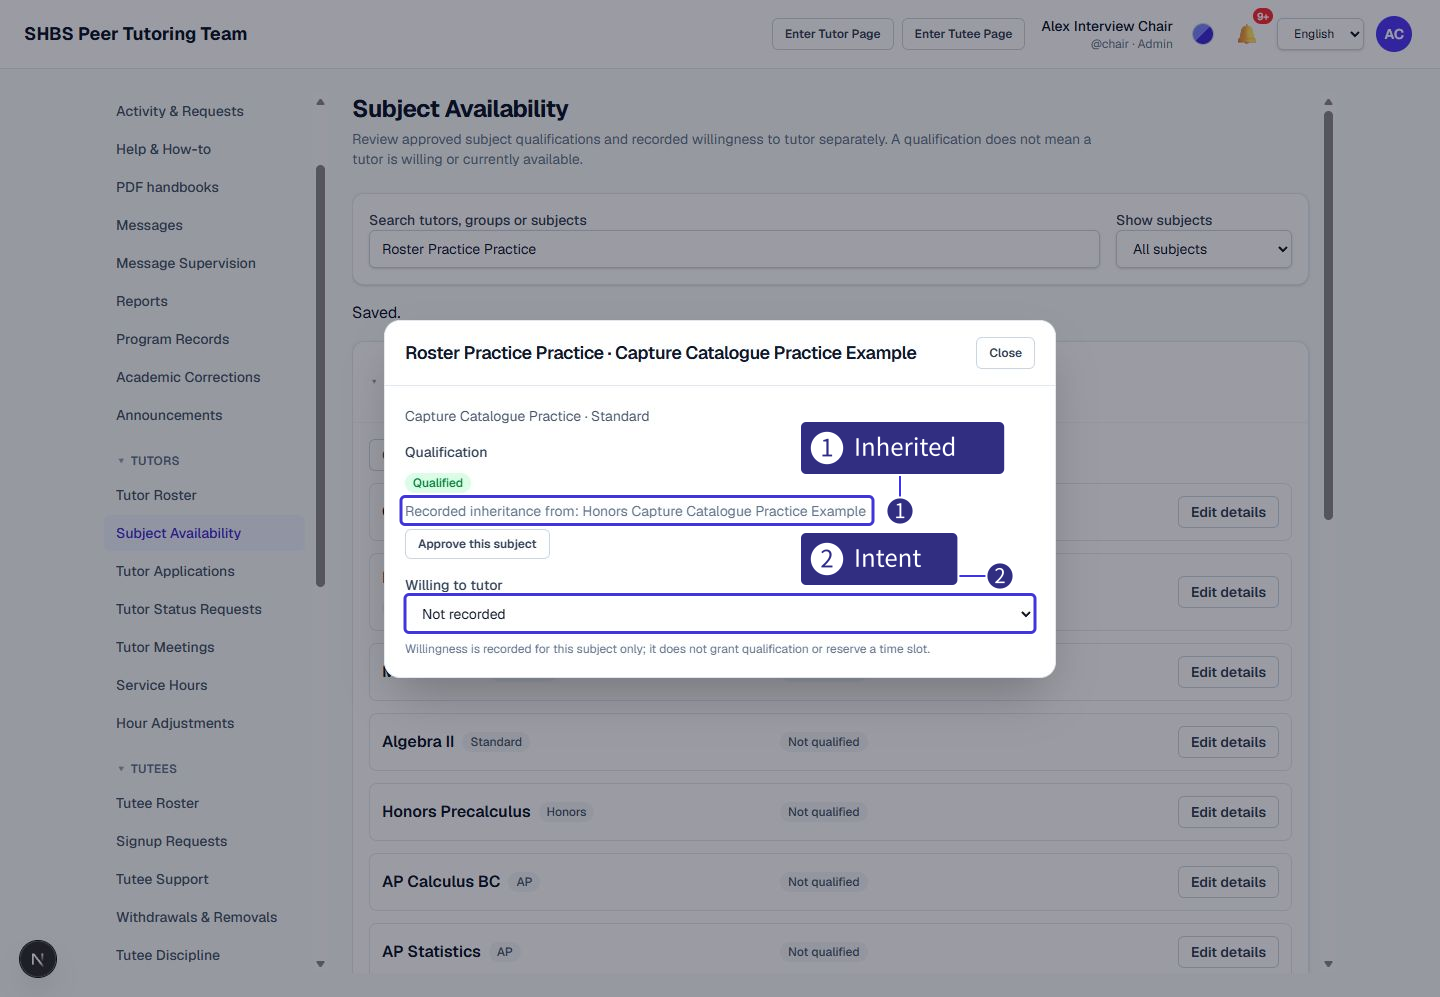 SHBS Peer Tutoring Team
Enter Tutor Page
Enter Tutee Page
Alex Interview Chair
@chair · Admin
9+
English
AC
Activity & Requests
Help & How-to
PDF handbooks
Messages
Message Supervision
Reports
Program Records
Academic Corrections
Announcements
TUTORS
Tutor Roster
Subject Availability
Tutor Applications
Tutor Status Requests
Tutor Meetings
Service Hours
Hour Adjustments
TUTEES
Tutee Roster
Signup Requests
Tutee Support
Withdrawals & Removals
Tutee Discipline
N
Subject Availability
Review approved subject qualifications and recorded willingness to tutor separately. A qualification does not mean a
tutor is willing or currently available.
Search tutors, groups or subjects
Roster Practice Practice
Show subjects
All subjects
Saved.
Roster Practice Practice · Capture Catalogue Practice Example
Close
Capture Catalogue Practice · Standard
Qualification
Qualified
Recorded inheritance from: Honors Capture Catalogue Practice Example
Approve this subject
Willing to tutor
Not recorded
Willingness is recorded for this subject only; it does not grant qualification or reserve a time slot.
1 Inherited
1
2 Intent
2
Edit details
Edit details
Edit details
Algebra II Standard Not qualified Edit details
Honors Precalculus Honors Not qualified Edit details
AP Calculus BC AP Not qualified Edit details
AP Statistics AP Not qualified Edit details